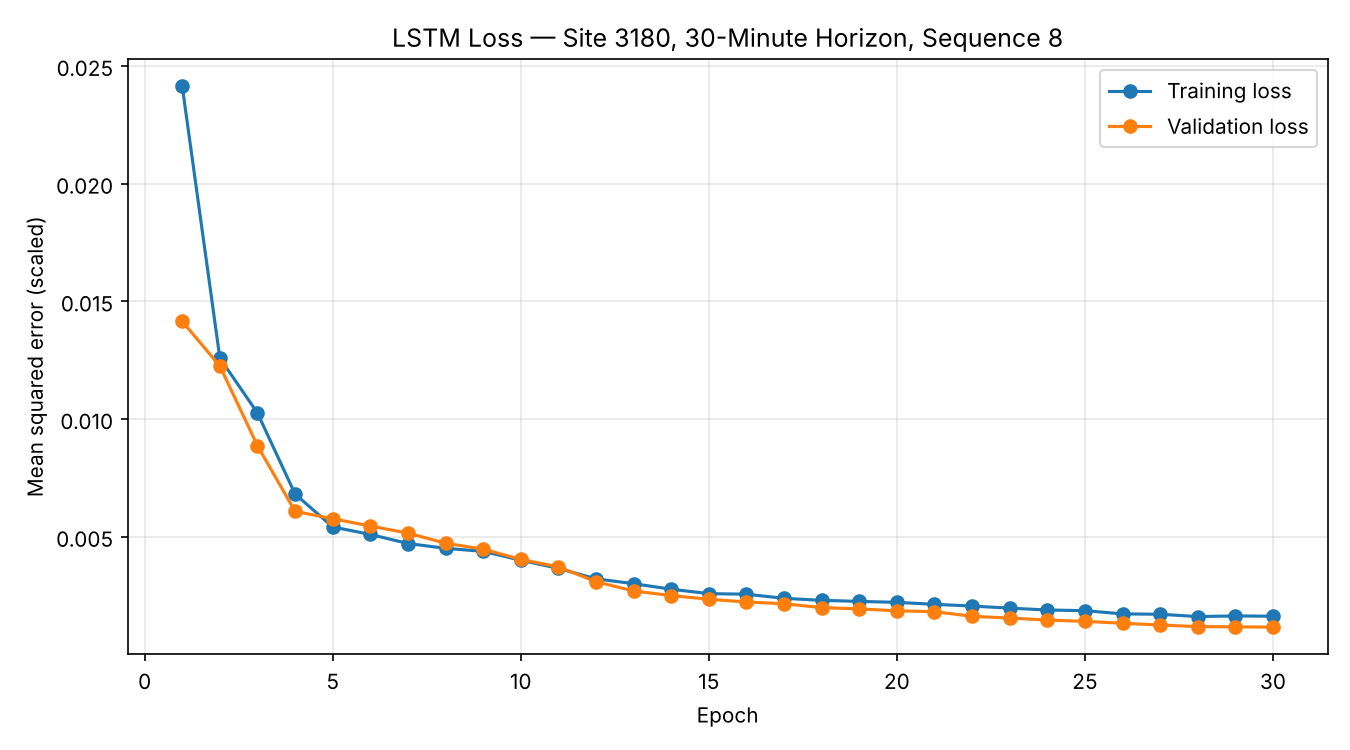 LSTM Loss — Site 3180, 30-Minute Horizon, Sequence 8
Training loss
Validation loss
Mean squared error (scaled)
0.025
0.020
0.015
0.010
0.005
0 5 10 15 20 25 30
Epoch